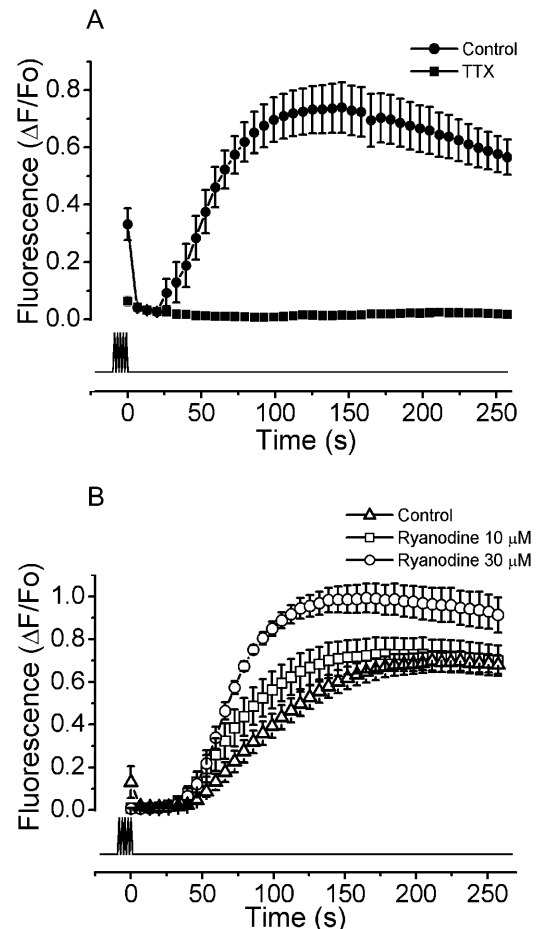 A
Control
TTX
Fluorescence (ΔF/Fo)
0.8
0.6
0.4
0.2
0.0
0 50 100 150 200 250
Time (s)
B
Control
Ryanodine 10 μM
Ryanodine 30 μM
Fluorescence (ΔF/Fo)
1.0
0.8
0.6
0.4
0.2
0.0
0 50 100 150 200 250
Time (s)